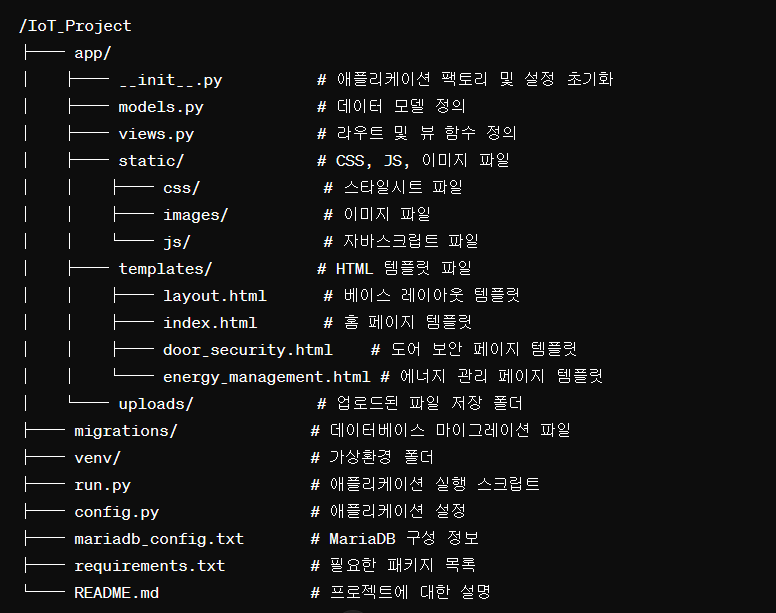 /IoT_Project
├── app/
│   ├── __init__.py          # 애플리케이션 팩토리 및 설정 초기화
│   ├── models.py            # 데이터 모델 정의
│   ├── views.py             # 라우트 및 뷰 함수 정의
│   ├── static/              # CSS, JS, 이미지 파일
│   │   ├── css/             # 스타일시트 파일
│   │   ├── images/          # 이미지 파일
│   │   └── js/              # 자바스크립트 파일
│   ├── templates/           # HTML 템플릿 파일
│   │   ├── layout.html      # 베이스 레이아웃 템플릿
│   │   ├── index.html       # 홈 페이지 템플릿
│   │   ├── door_security.html    # 도어 보안 페이지 템플릿
│   │   └── energy_management.html # 에너지 관리 페이지 템플릿
│   └── uploads/             # 업로드된 파일 저장 폴더
├── migrations/              # 데이터베이스 마이그레이션 파일
├── venv/                    # 가상환경 폴더
├── run.py                   # 애플리케이션 실행 스크립트
├── config.py                # 애플리케이션 설정
├── mariadb_config.txt       # MariaDB 구성 정보
├── requirements.txt         # 필요한 패키지 목록
└── README.md                # 프로젝트에 대한 설명